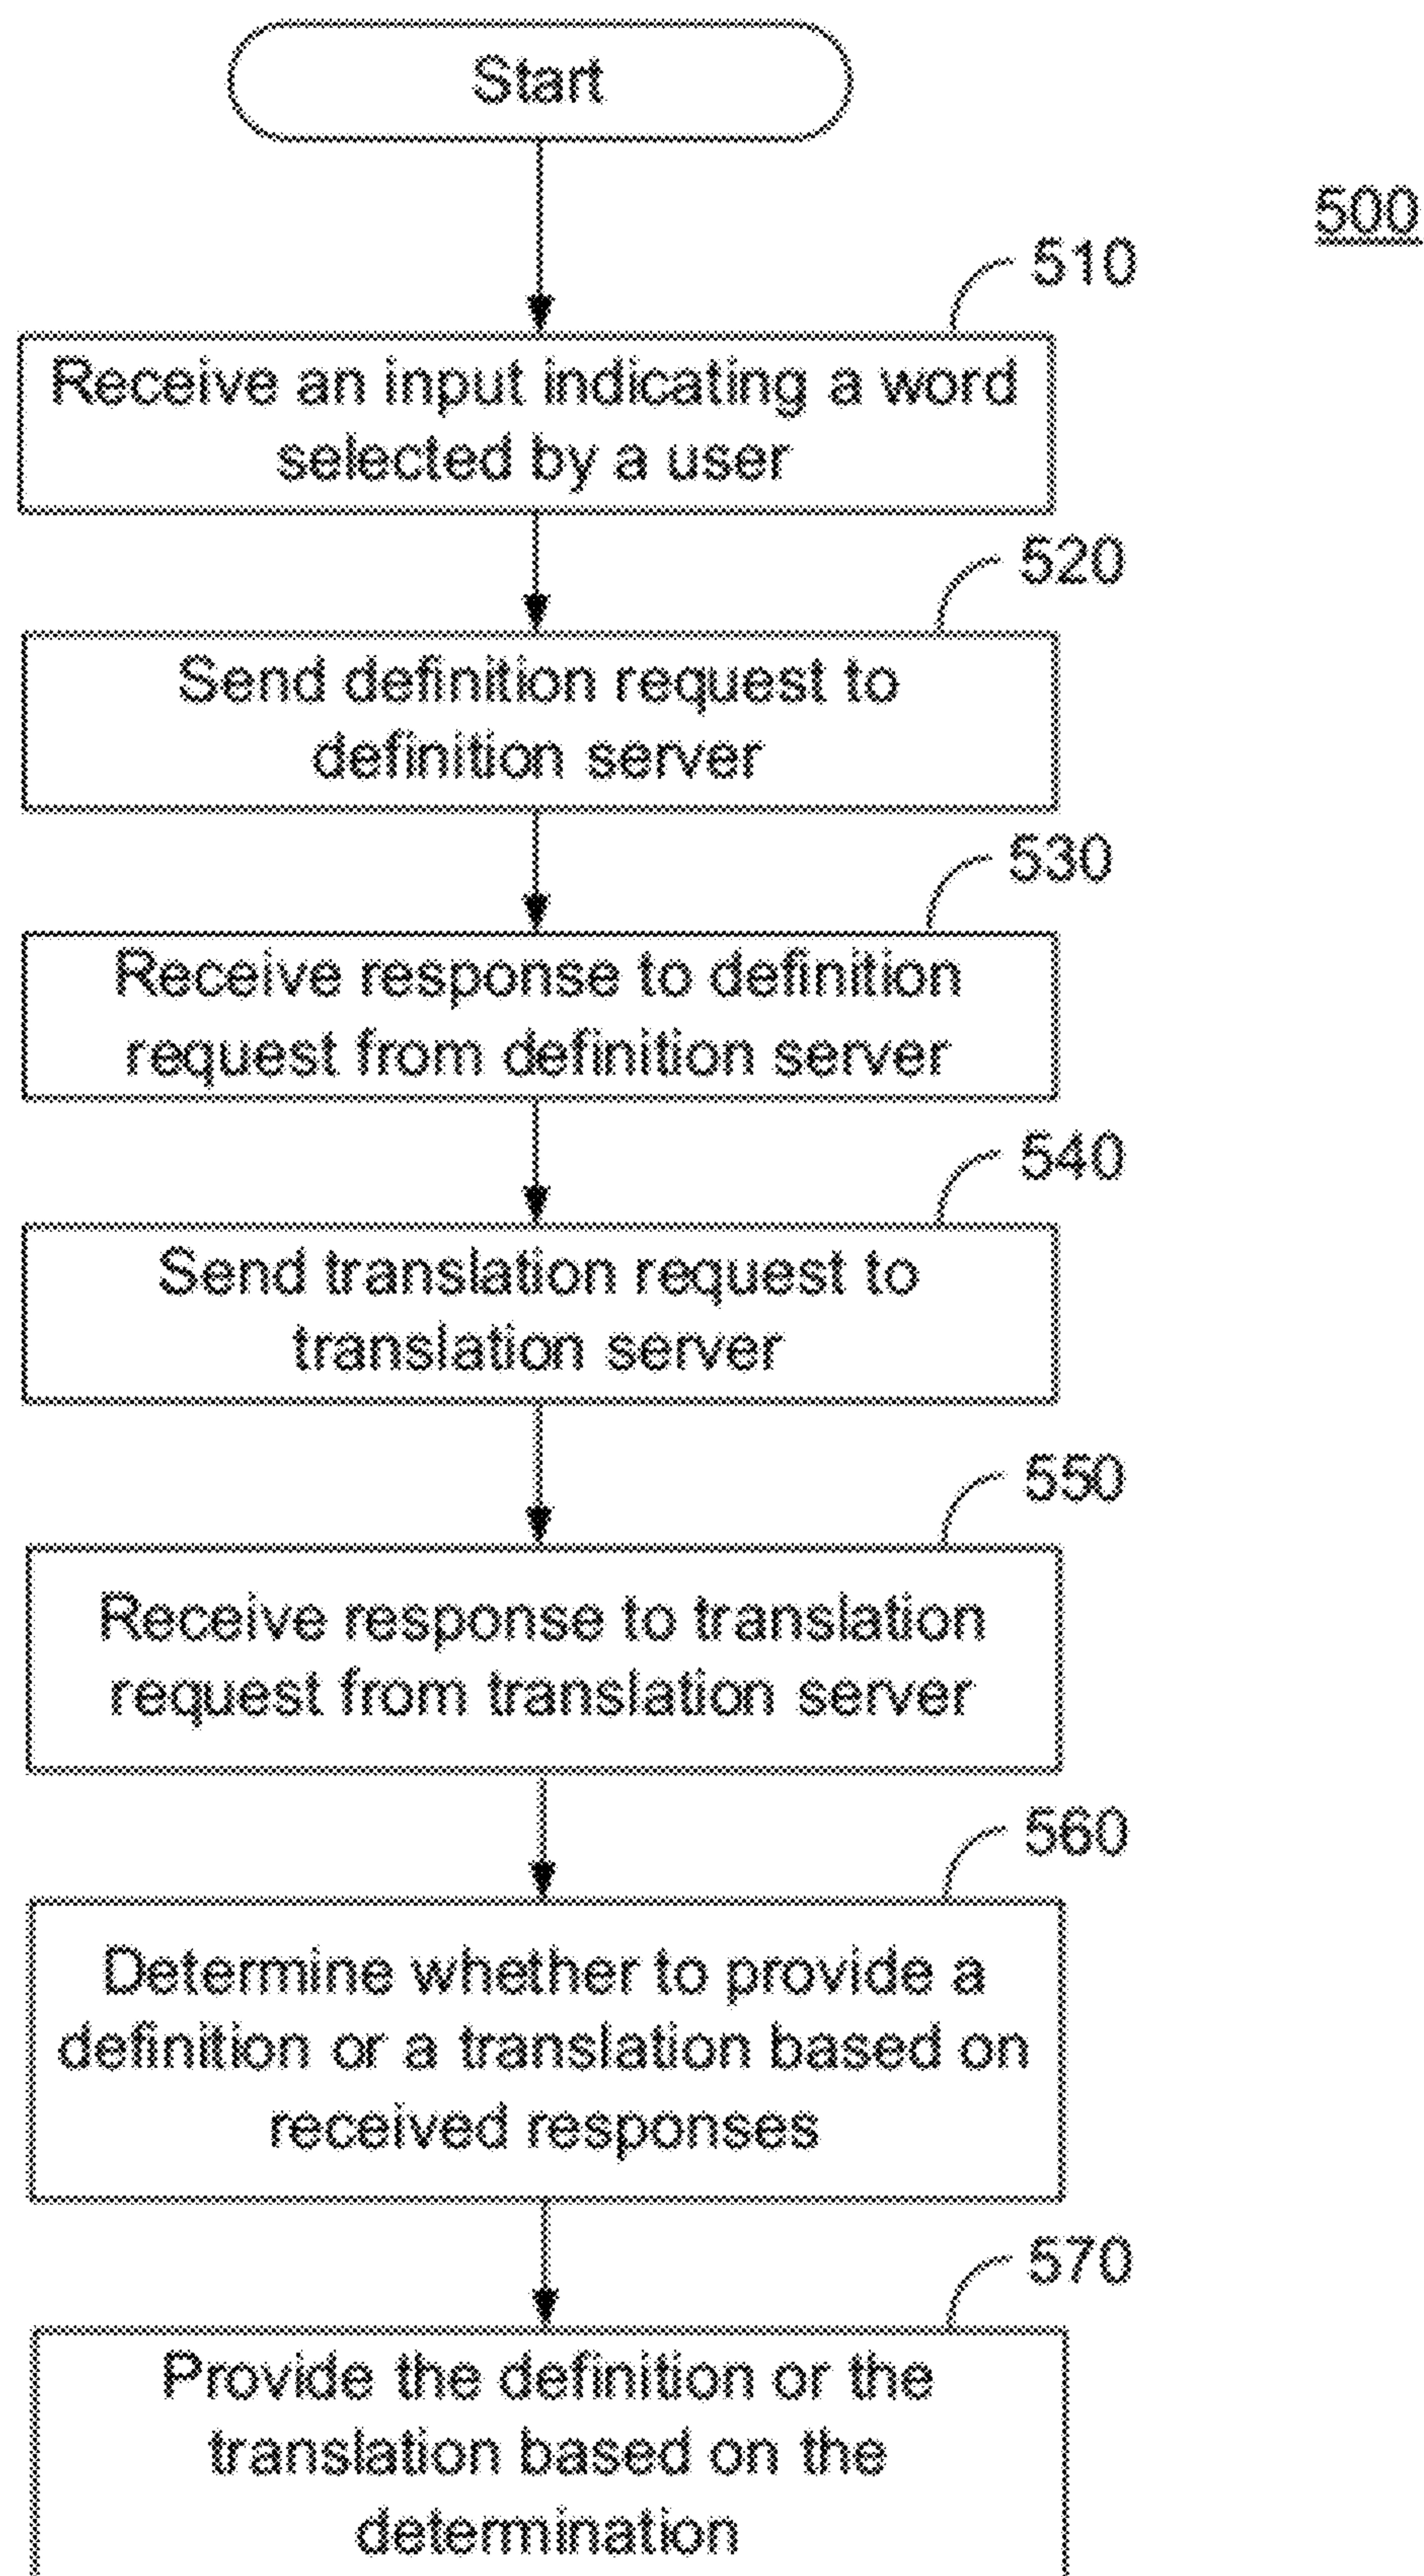 Start
500
510
Receive an input indicating a word
selected by a user
520
Send definition request to
definition server
530
Receive response to definition
request from definition server
540
Send translation request to
translation server
550
Receive response to translation
request from translation server
560
Determine whether to provide a
definition or a translation based on
received responses
570
Provide the definition or the
translation based on the
determination